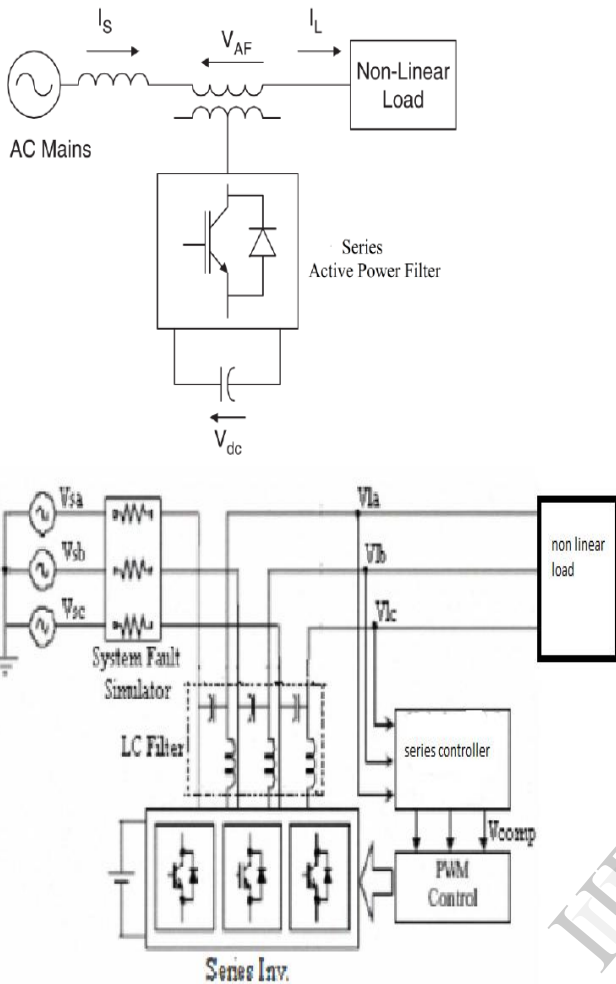 I_S
I_L
V_AF
Non-Linear
Load
AC Mains
Series
Active Power Filter
V_dc
Vsa
Vla
Vsb
Vlb
non linear
load
Vsc
Vlc
System Fault
Simulator
LC Filter
series controller
Vcomp
PWM
Control
Series Inv.